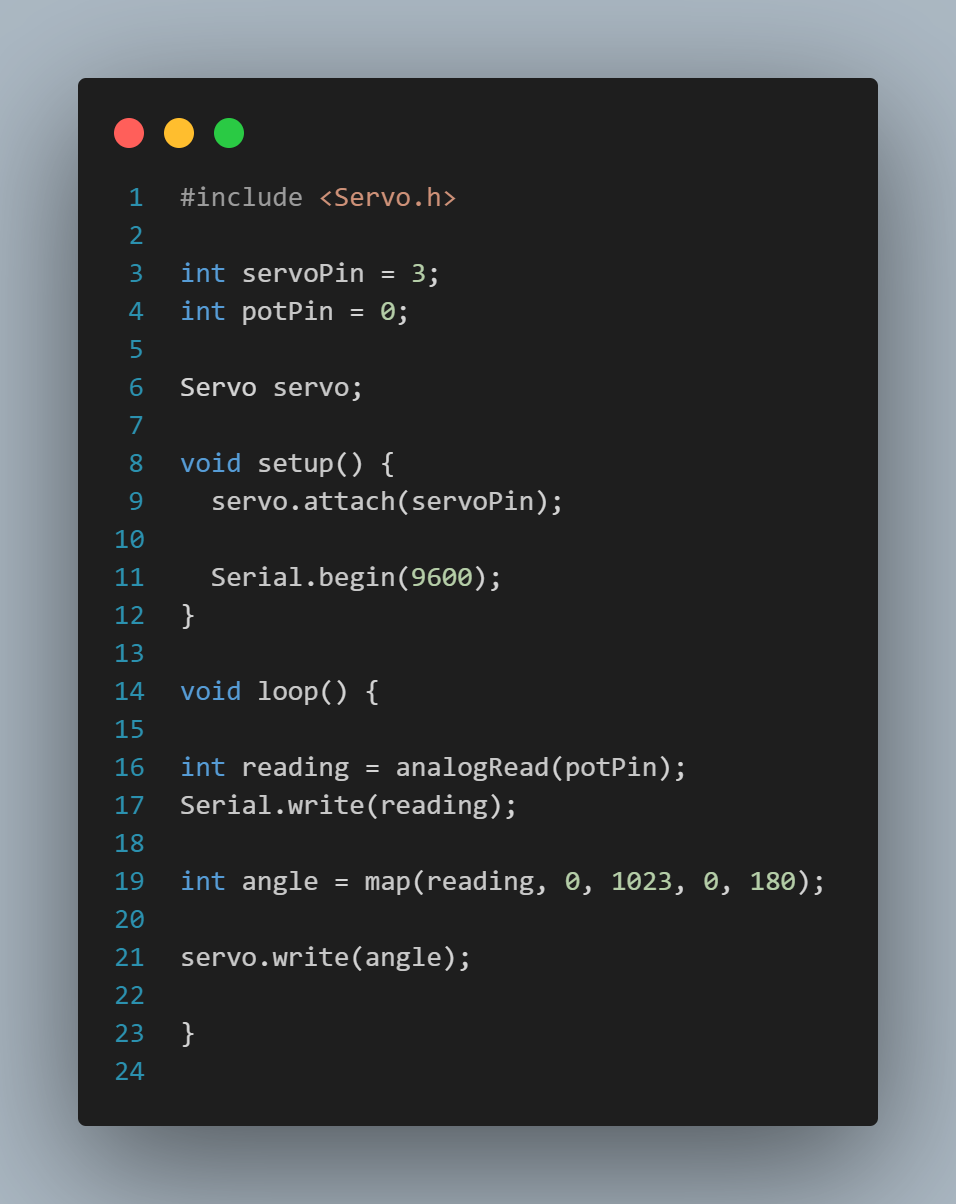 1 #include <Servo.h>
2
3 int servoPin = 3;
4 int potPin = 0;
5
6 Servo servo;
7
8 void setup() {
9   servo.attach(servoPin);
10
11   Serial.begin(9600);
12 }
13
14 void loop() {
15
16 int reading = analogRead(potPin);
17 Serial.write(reading);
18
19 int angle = map(reading, 0, 1023, 0, 180);
20
21 servo.write(angle);
22
23 }
24